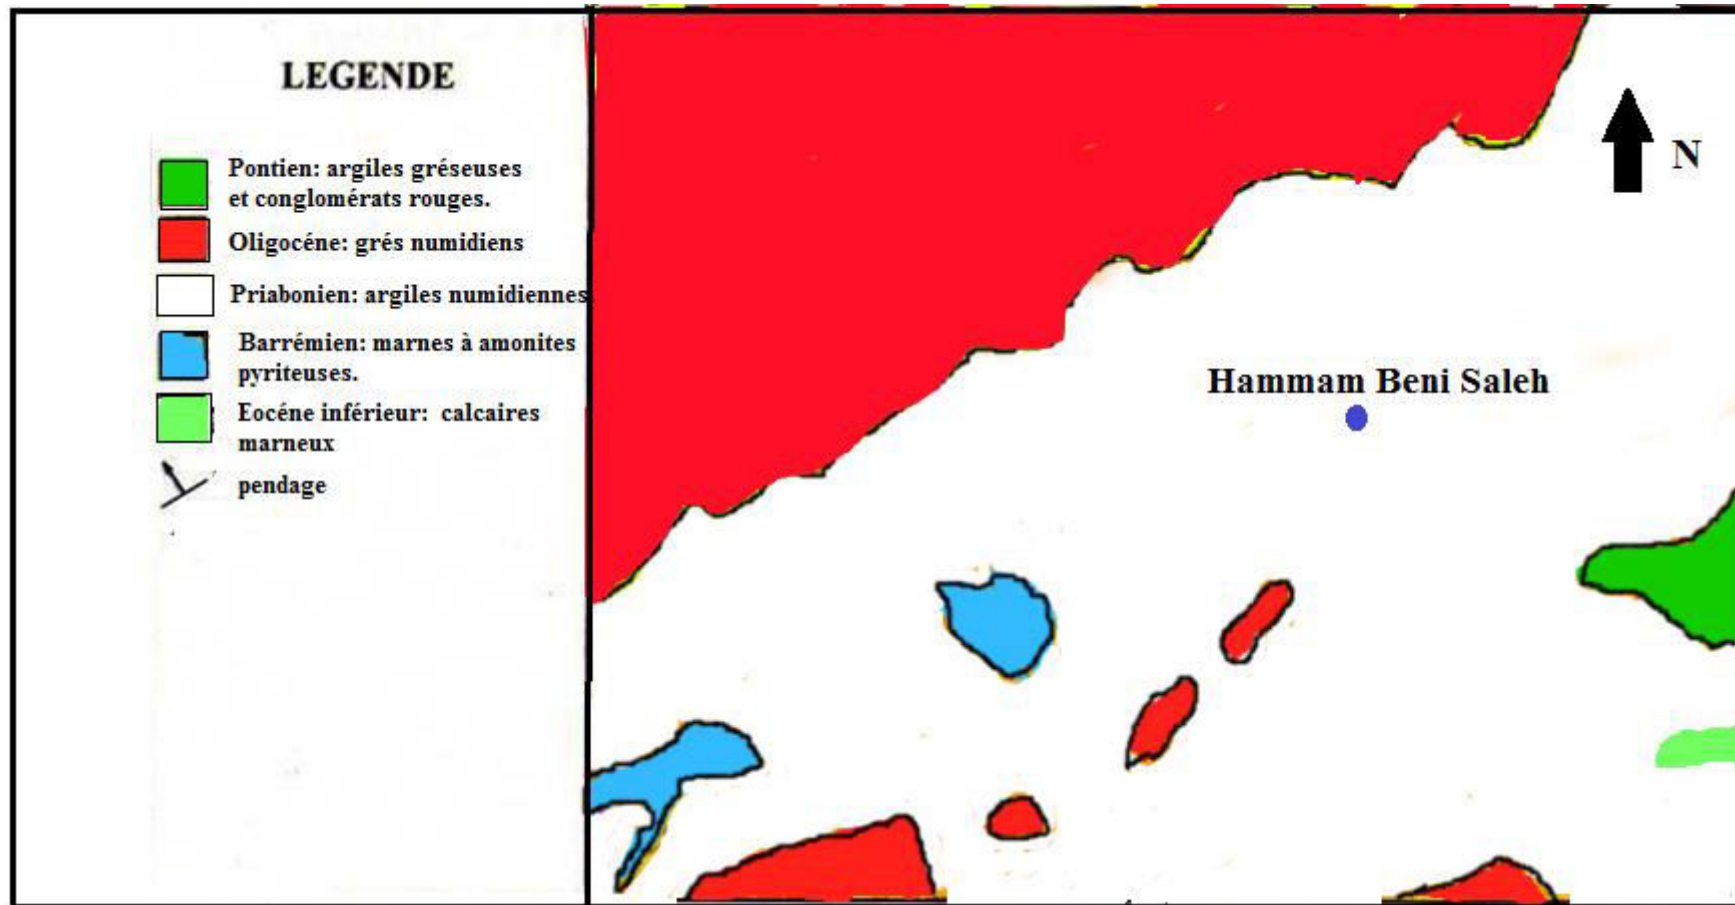 LEGENDE
Pontien: argiles gréseuses
et conglomérats rouges.
Oligocéne: grés numidiens
Priabonien: argiles numidiennes
Barrémien: marnes à amonites
pyriteuses.
Eocéne inférieur: calcaires
marneux
pendage
N
Hammam Beni Saleh